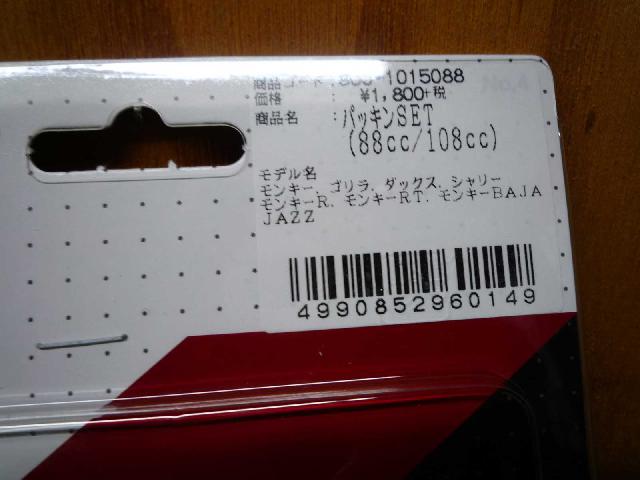 商品コード :800-1015088
価格 : ¥1,800+税
商品名 :パッキンSET
(88cc/108cc)
モデル名
モンキー、ゴリラ、ダックス、シャリー
モンキーR、モンキーRT、モンキーBAJA
JAZZ
4990852960149